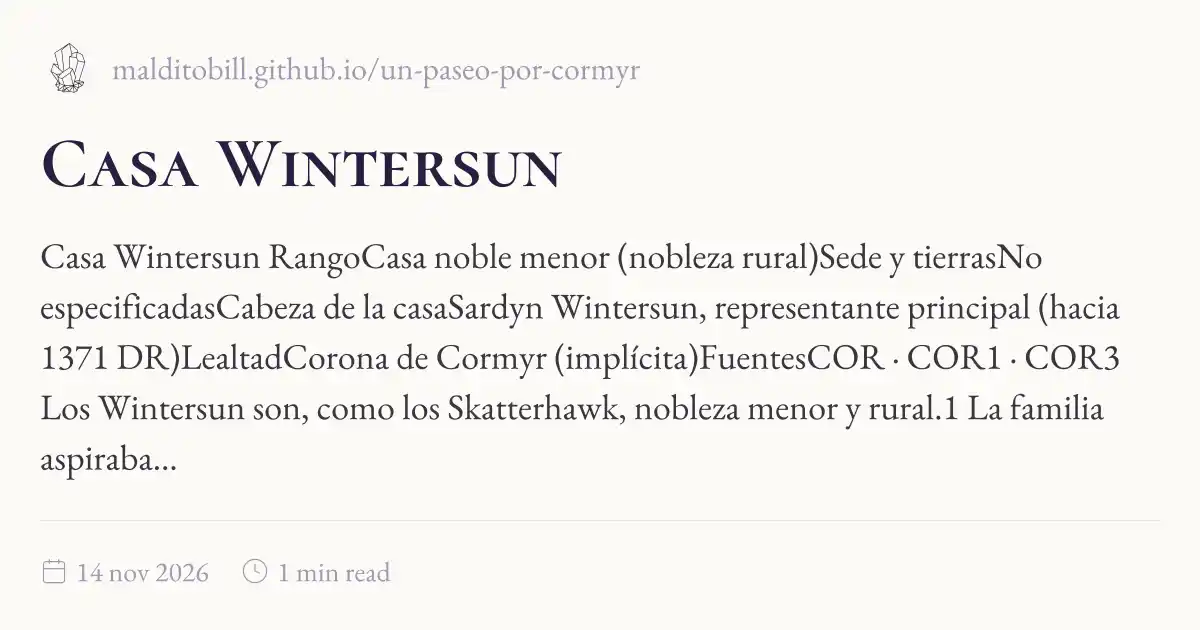 malditobill.github.io/un-paseo-por-cormyr
Casa Wintersun
Casa Wintersun RangoCasa noble menor (nobleza rural)Sede y tierrasNo
especificadasCabeza de la casaSardyn Wintersun, representante principal (hacia
1371 DR)LealtadCorona de Cormyr (implícita)FuentesCOR · COR1 · COR3
Los Wintersun son, como los Skatterhawk, nobleza menor y rural.1 La familia
aspiraba...
14 nov 2026
1 min read